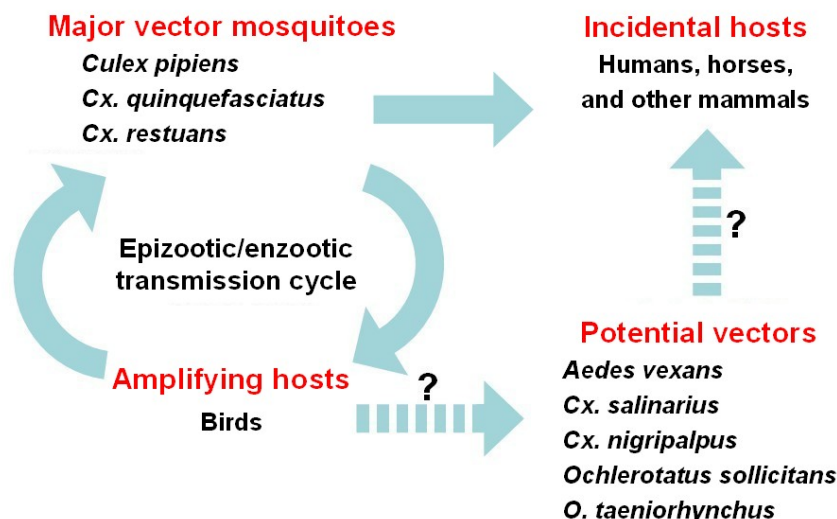 Major vector mosquitoes
Culex pipiens
Cx. quinquefasciatus
Cx. restuans
Incidental hosts
Humans, horses,
and other mammals
Epizootic/enzootic
transmission cycle
?
Amplifying hosts
Birds
?
Potential vectors
Aedes vexans
Cx. salinarius
Cx. nigripalpus
Ochlerotatus sollicitans
O. taeniorhynchus